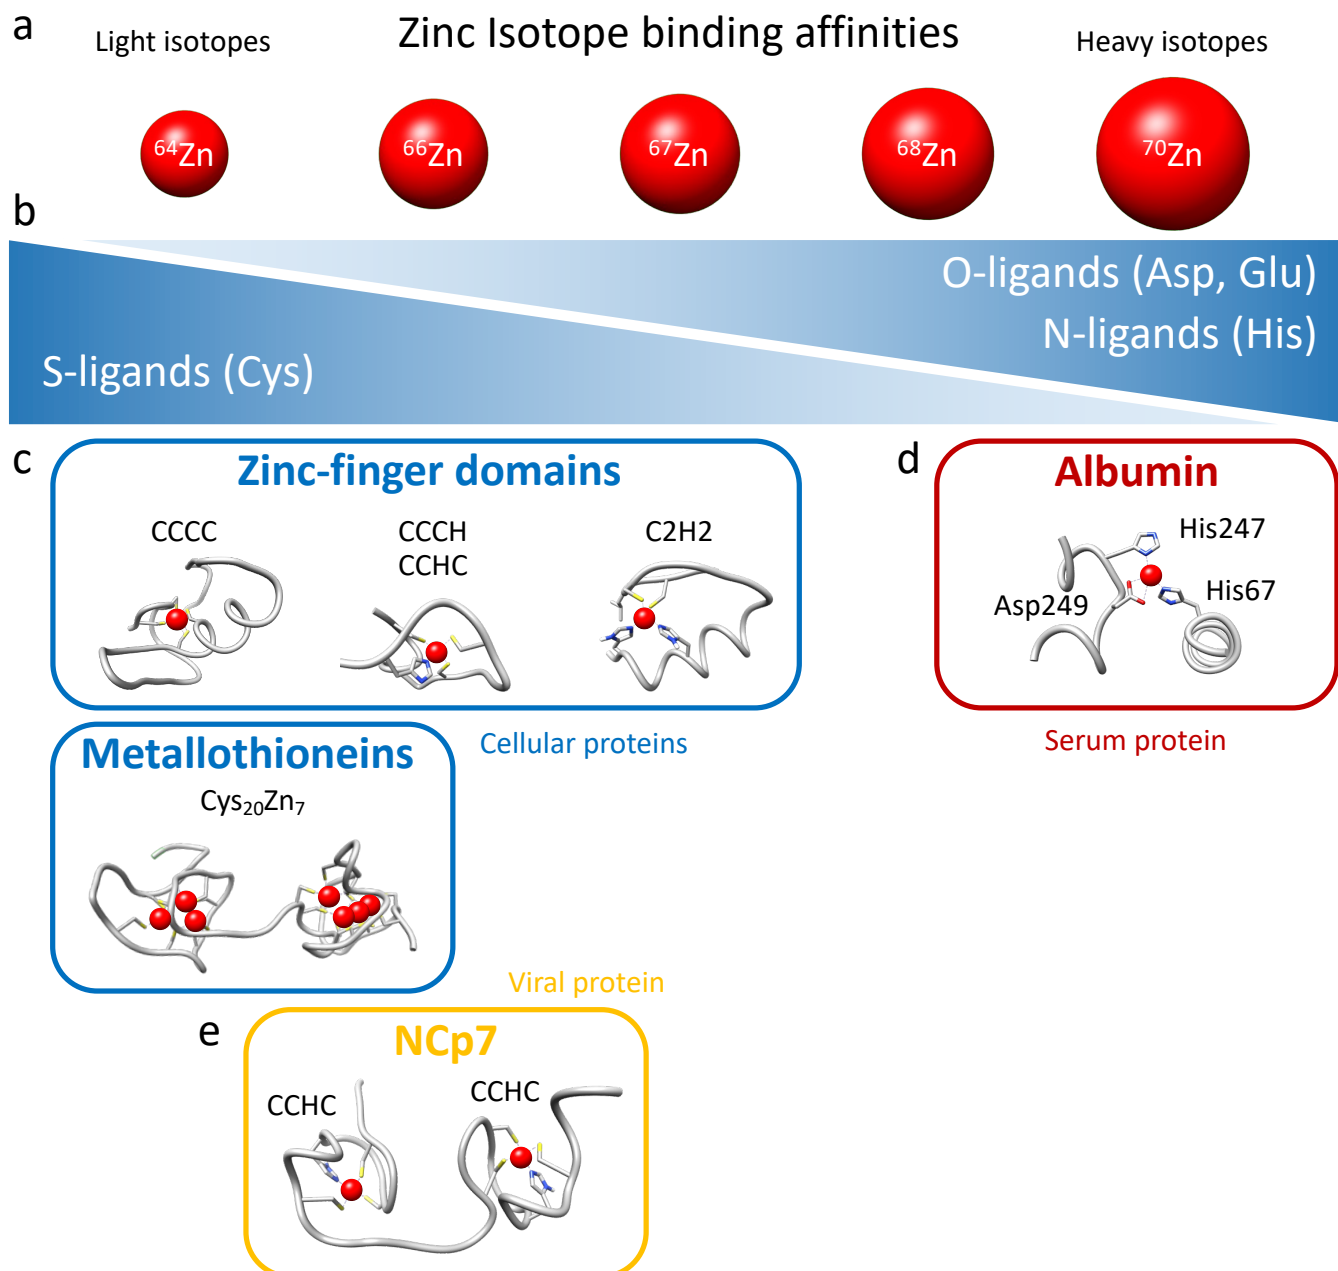 a
Light isotopes
Zinc Isotope binding affinities
Heavy isotopes
⁶⁴Zn
⁶⁶Zn
⁶⁷Zn
⁶⁸Zn
⁷⁰Zn
b
O-ligands (Asp, Glu)
N-ligands (His)
S-ligands (Cys)
c
Zinc-finger domains
CCCC
CCCH
CCHC
C2H2
d
Albumin
His247
Asp249
His67
Serum protein
Cellular proteins
Metallothioneins
Cys₂₀Zn₇
Viral protein
e
NCp7
CCHC
CCHC